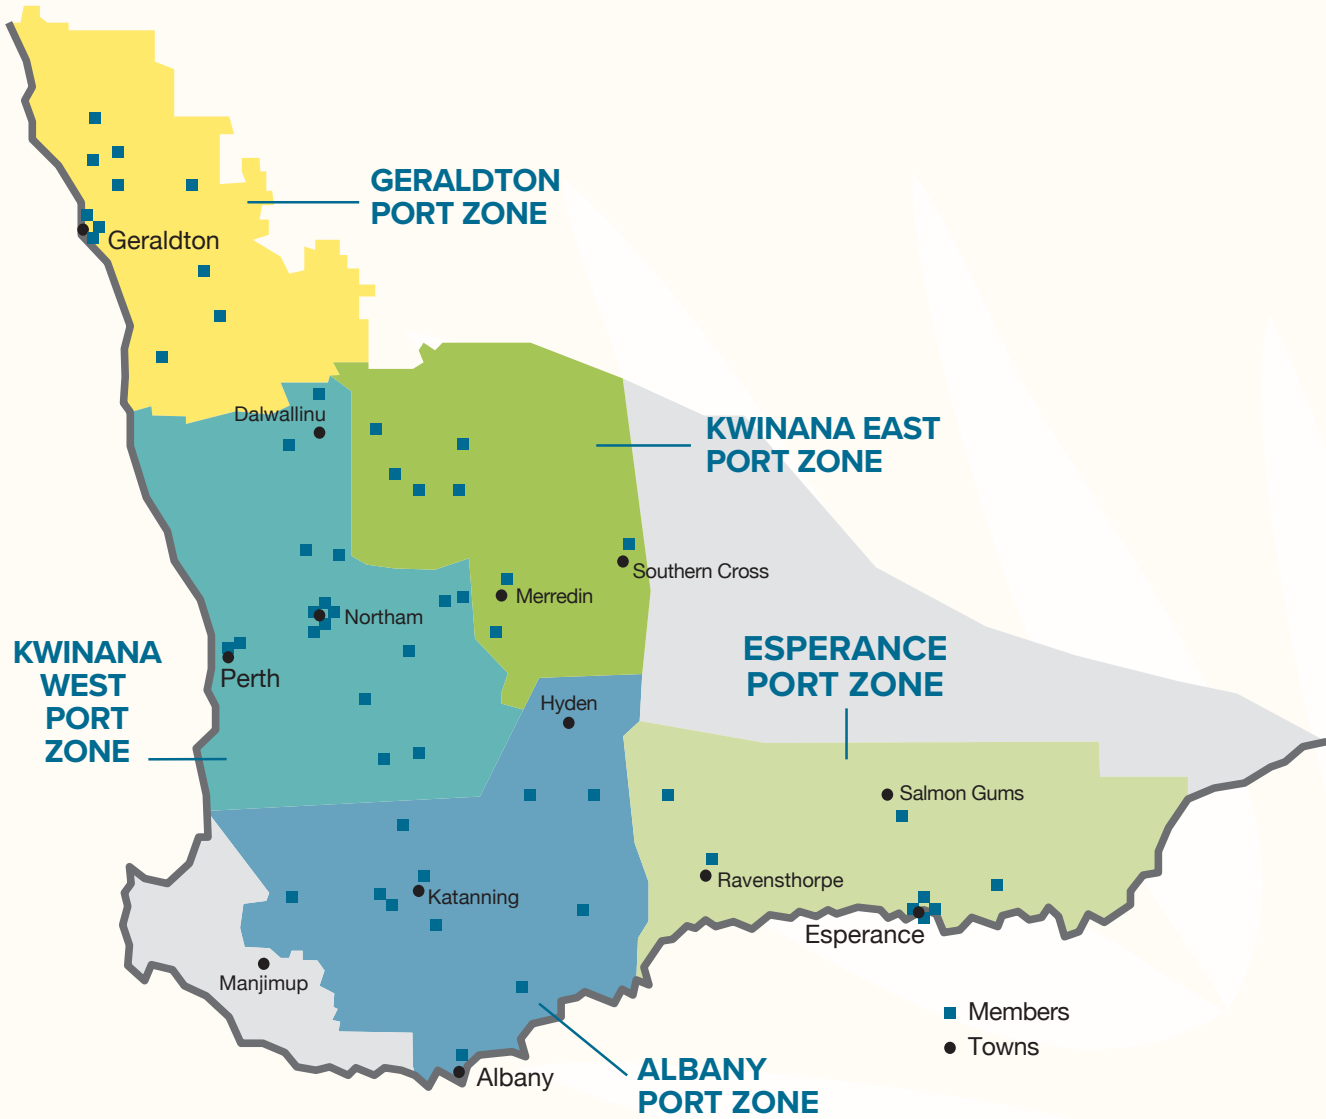 GERALDTON
PORT ZONE
Geraldton
Dalwallinu
KWINANA EAST
PORT ZONE
Southern Cross
Merredin
Northam
KWINANA
WEST
PORT
ZONE
Perth
ESPERANCE
PORT ZONE
Hyden
Salmon Gums
Ravensthorpe
Katanning
Esperance
Manjimup
Members
Towns
Albany
ALBANY
PORT ZONE